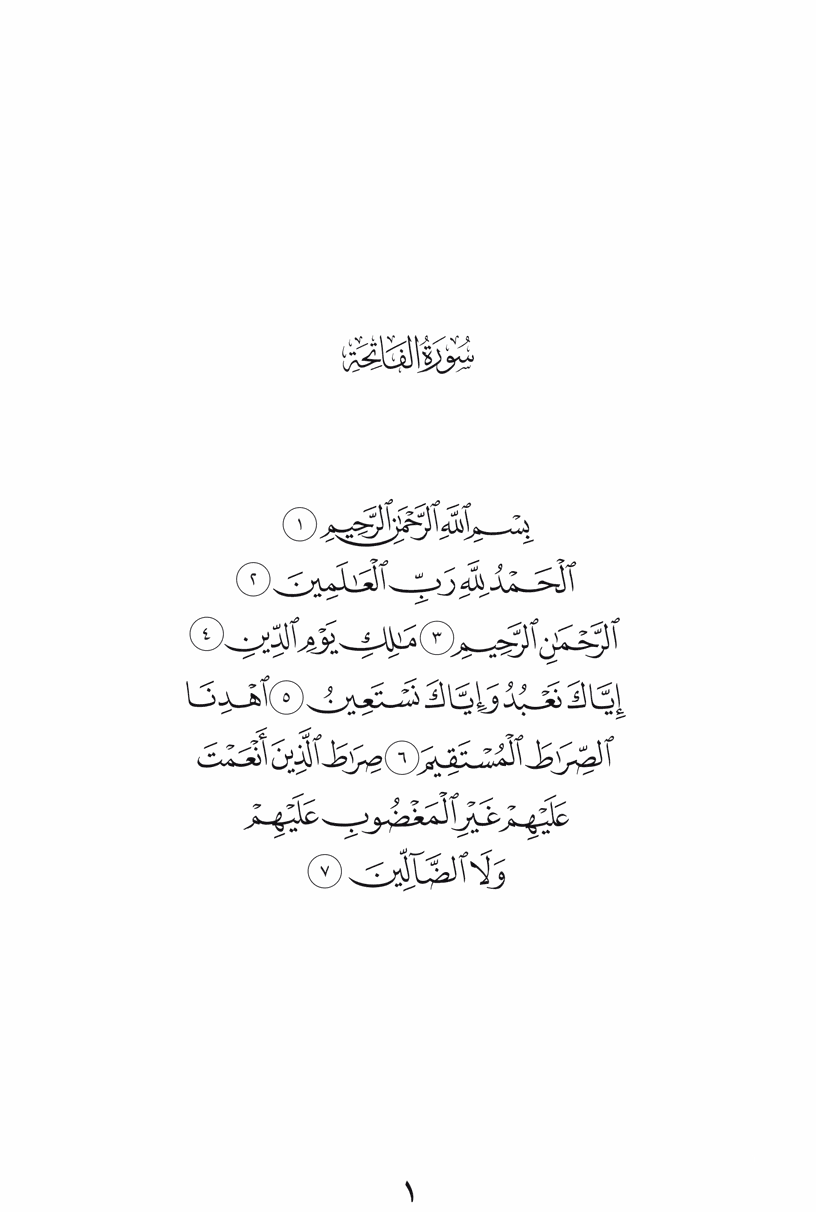 سُورَةُ الفَاتِحَةِ
بِسْمِ ٱللَّهِ ٱلرَّحْمَٰنِ ٱلرَّحِيمِ ١
ٱلْحَمْدُ لِلَّهِ رَبِّ ٱلْعَٰلَمِينَ ٢
ٱلرَّحْمَٰنِ ٱلرَّحِيمِ ٣ مَٰلِكِ يَوْمِ ٱلدِّينِ ٤
إِيَّاكَ نَعْبُدُ وَإِيَّاكَ نَسْتَعِينُ ٥ ٱهْدِنَا
ٱلصِّرَٰطَ ٱلْمُسْتَقِيمَ ٦ صِرَٰطَ ٱلَّذِينَ أَنْعَمْتَ
عَلَيْهِمْ غَيْرِ ٱلْمَغْضُوبِ عَلَيْهِمْ
وَلَا ٱلضَّآلِّينَ ٧
١